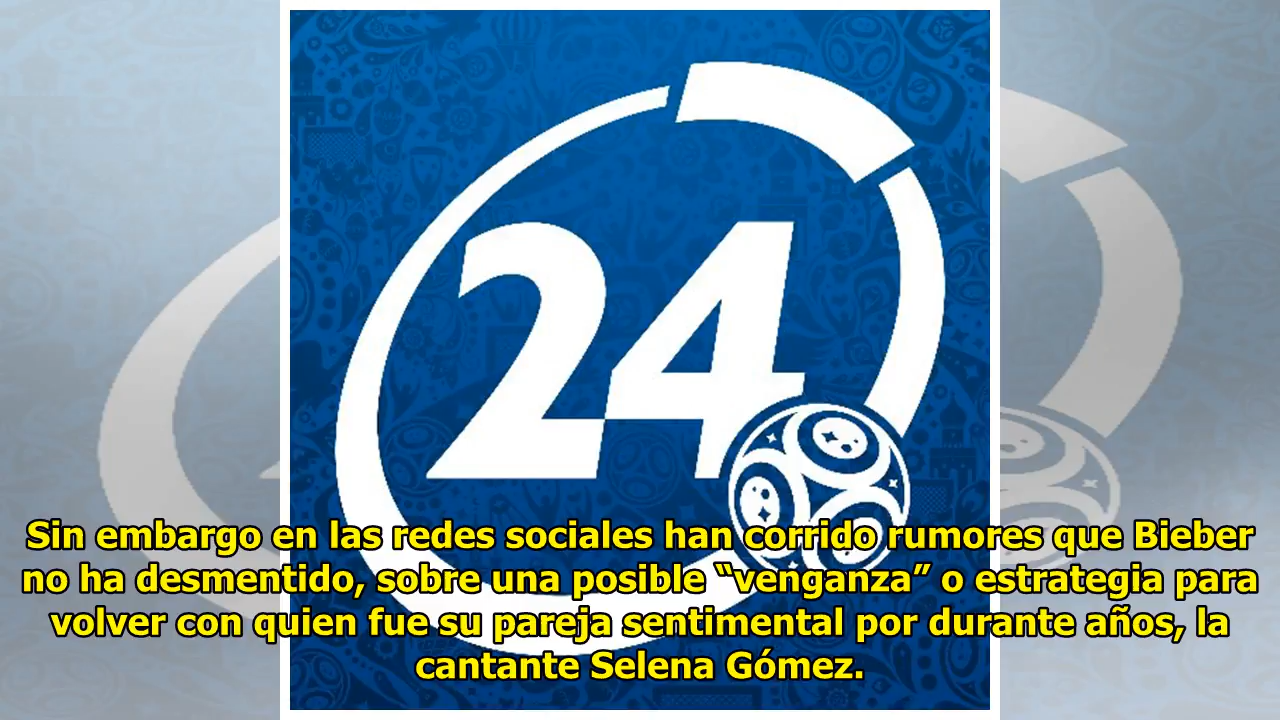 24
Sin embargo en las redes sociales han corrido rumores que Bieber
no ha desmentido, sobre una posible “venganza” o estrategia para
volver con quien fue su pareja sentimental por durante años, la
cantante Selena Gómez.